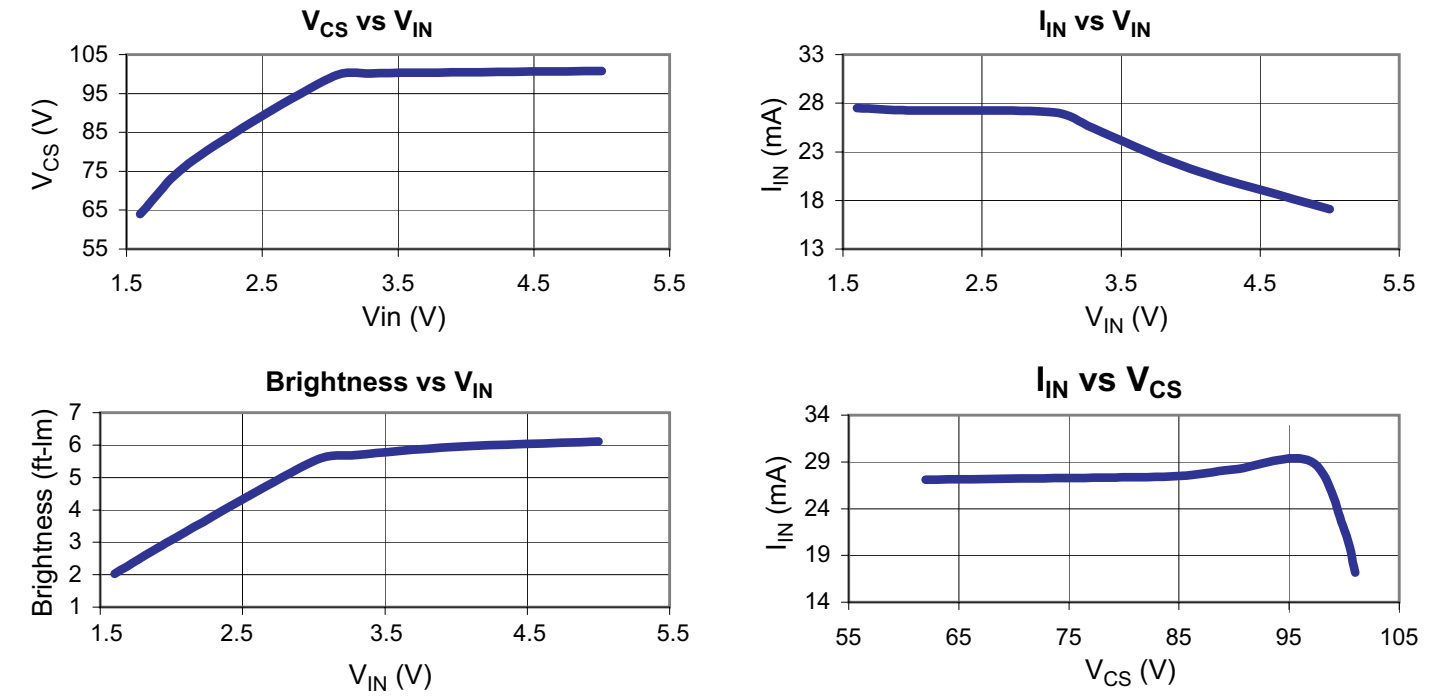 V_CS vs V_IN
105
95
85
75
65
55
V_CS (V)
1.5 2.5 3.5 4.5 5.5
Vin (V)
I_IN vs V_IN
33
28
23
18
13
I_IN (mA)
1.5 2.5 3.5 4.5 5.5
V_IN (V)
Brightness vs V_IN
7
6
5
4
3
2
1
Brightness (ft-lm)
1.5 2.5 3.5 4.5 5.5
V_IN (V)
I_IN vs V_CS
34
29
24
19
14
I_IN (mA)
55 65 75 85 95 105
V_CS (V)